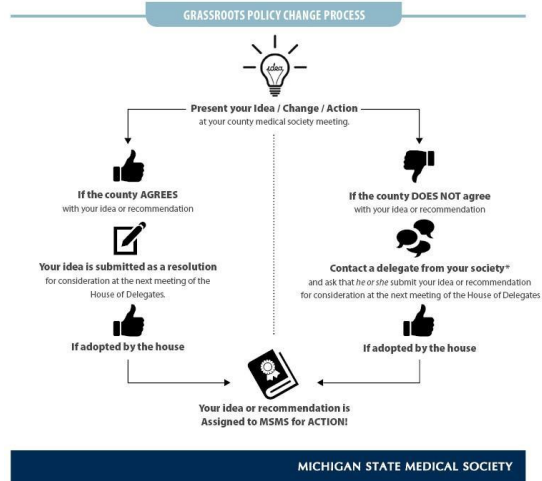 GRASSROOTS POLICY CHANGE PROCESS
idea
Present your Idea / Change / Action
at your county medical society meeting.
If the county AGREES
with your idea or recommendation
Your idea is submitted as a resolution
for consideration at the next meeting of the
House of Delegates.
If adopted by the house
If the county DOES NOT agree
with your idea or recommendation
Contact a delegate from your society*
and ask that he or she submit your idea or recommendation
for consideration at the next meeting of the House of Delegates
If adopted by the house
Your idea or recommendation is
Assigned to MSMS for ACTION!
MICHIGAN STATE MEDICAL SOCIETY